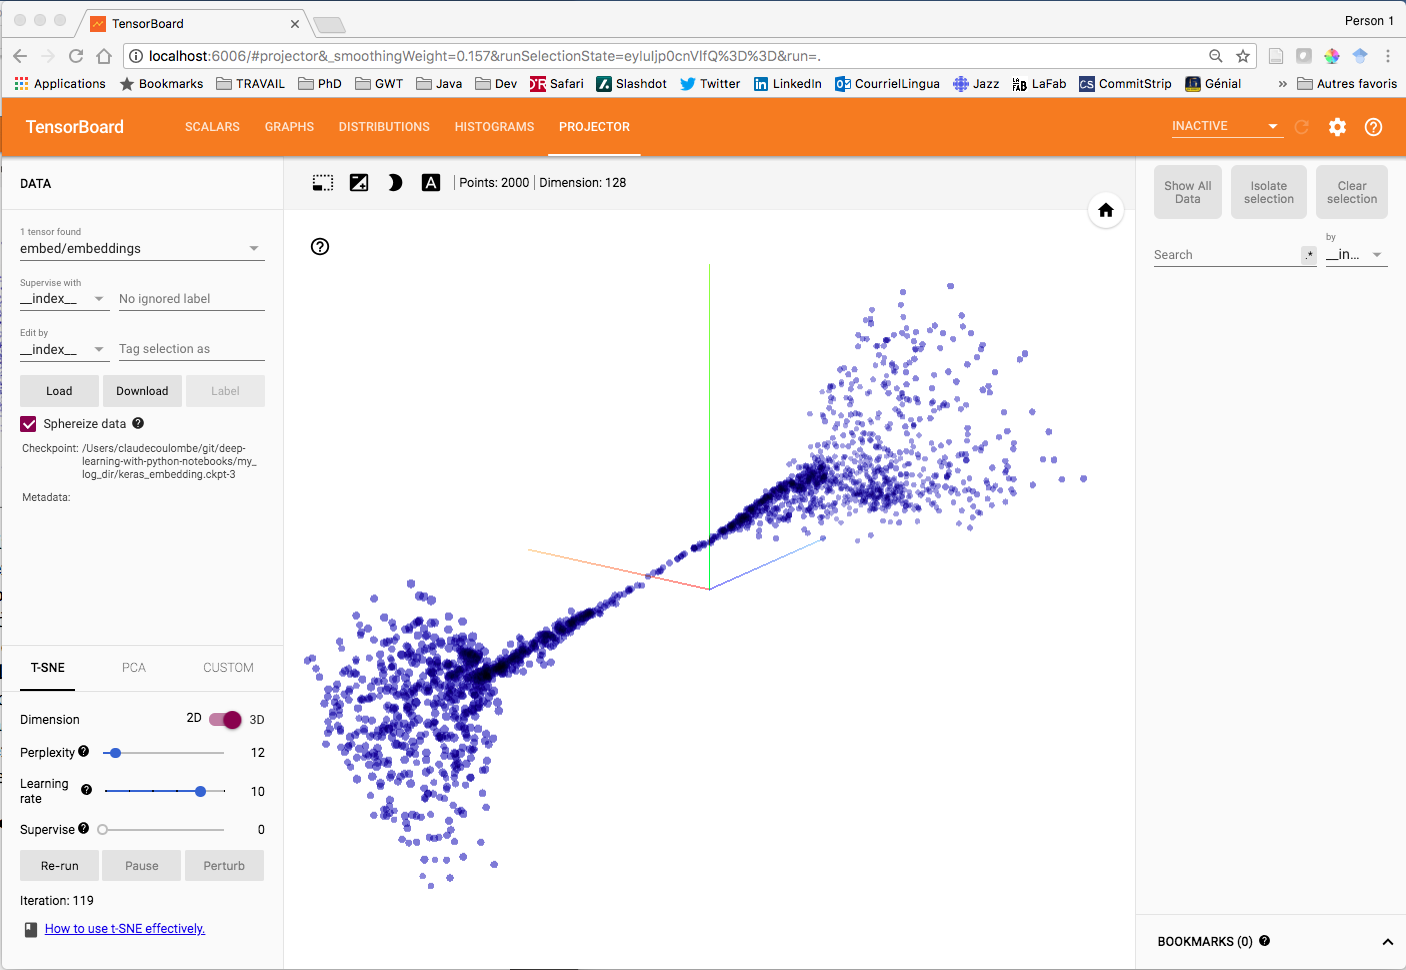 TensorBoard
Person 1
localhost:6006/#projector&_smoothingWeight=0.157&runSelectionState=eyIuIjp0cnVlfQ%3D%3D&run=.
Applications Bookmarks TRAVAIL PhD GWT Java Dev Safari Slashdot Twitter LinkedIn CourrielLingua Jazz LaFab CommitStrip Génial » Autres favoris
TensorBoard SCALARS GRAPHS DISTRIBUTIONS HISTOGRAMS PROJECTOR INACTIVE
DATA
A Points: 2000 Dimension: 128
1 tensor found
embed/embeddings
Supervise with
__index__ No ignored label
Edit by
__index__ Tag selection as
Load Download Label
Sphereize data
Checkpoint: /Users/claudecoulombe/git/deep-
learning-with-python-notebooks/my_
log_dir/keras_embedding.ckpt-3
Metadata:
T-SNE PCA CUSTOM
Dimension 2D 3D
Perplexity 12
Learning
rate 10
Supervise 0
Re-run Pause Perturb
Iteration: 119
How to use t-SNE effectively.
Show All
Data
Isolate
selection
Clear
selection
Search .*
by
__in...
BOOKMARKS (0)